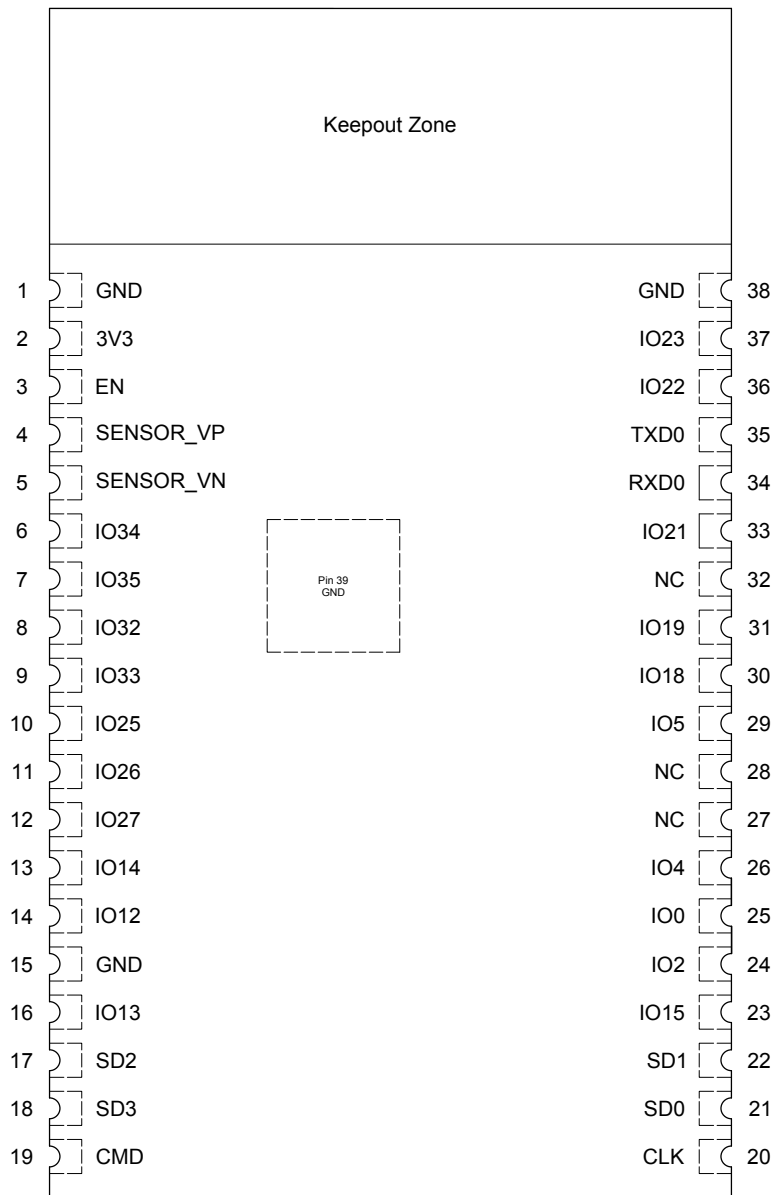 Keepout Zone
1 GND GND 38
2 3V3 IO23 37
3 EN IO22 36
4 SENSOR_VP TXD0 35
5 SENSOR_VN RXD0 34
6 IO34 IO21 33
7 IO35 Pin 39 NC 32
GND
8 IO32 IO19 31
9 IO33 IO18 30
10 IO25 IO5 29
11 IO26 NC 28
12 IO27 NC 27
13 IO14 IO4 26
14 IO12 IO0 25
15 GND IO2 24
16 IO13 IO15 23
17 SD2 SD1 22
18 SD3 SD0 21
19 CMD CLK 20